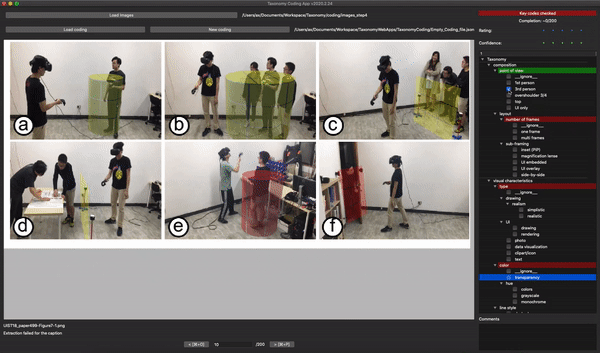 Taxonomy Coding App v2020.2.24
Load Images
/Users/ax/Documents/Workspace/Taxonomy/coding/images_step4
Load coding
New coding
/Users/ax/Documents/Workspace/TaxonomyWebApps/TaxonomyCoding/Empty_Coding_file.json
Key codes checked
Completion: ~0/200
Rating:
Confidence:
Taxonomy
composition
point of view
__ignore__
1st person
3rd person
overshoulder 3/4
top
UI only
layout
number of frames
__ignore__
one frame
multi frames
sub-framing
inset (PIP)
magnification lense
UI embedded
UI overlay
side-by-side
visual characteristics
type
__ignore__
drawing
realism
simplistic
realistic
UI
drawing
rendering
photo
data visualization
clipart/icon
text
color
__ignore__
transparency
hue
colors
grayscale
monochrome
line style
Comments
a
b
c
d
e
f
UIST18_paper499-Figure7-1.png
Extraction failed for the caption
10
/200